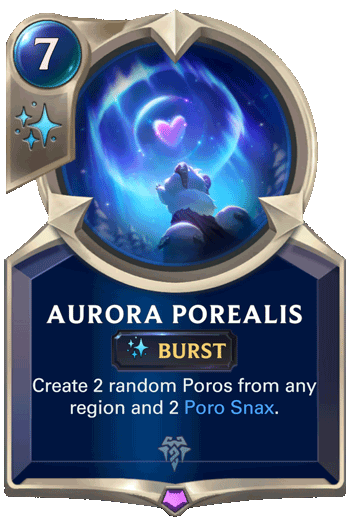 7
AURORA POREALIS
BURST
Create 2 random Poros from any
region and 2 Poro Snax.